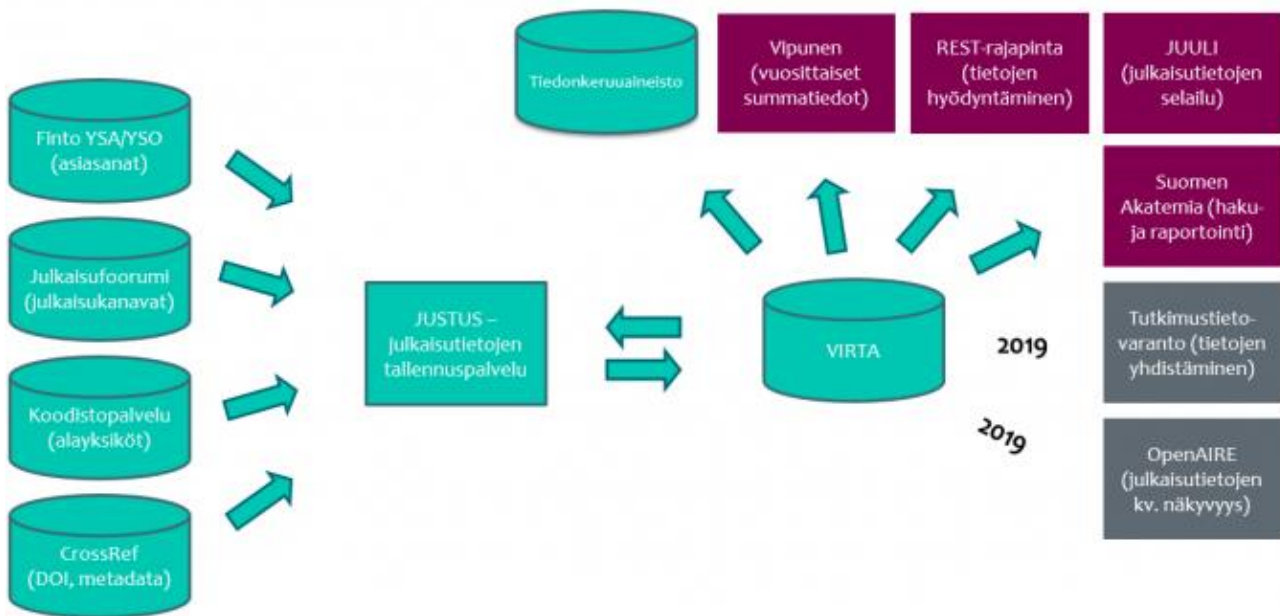 Tiedonkeruuaineisto
Vipunen
(vuosittaiset
summatiedot)
REST-rajapinta
(tietojen
hyödyntäminen)
JUULI
(julkaisutietojen
selailu)
Finto YSA/YSO
(asiasanat)
Suomen
Akatemia (haku-
ja raportointi)
Julkaisufoorumi
(julkaisukanavat)
JUSTUS –
julkaisutietojen
tallennuspalvelu
VIRTA
2019
Tutkimustieto-
varanto (tietojen
yhdistäminen)
Koodistopalvelu
(alayksiköt)
2019
OpenAIRE
(julkaisutietojen
kv. näkyvyys)
CrossRef
(DOI, metadata)